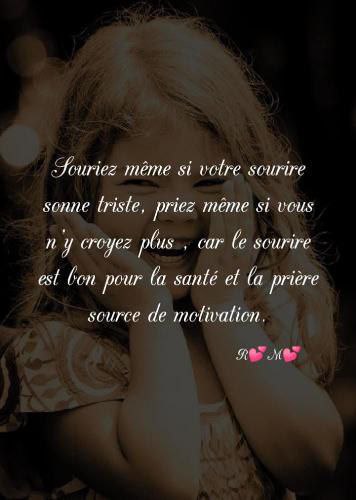 Souriez même si votre sourire
sonne triste, priez même si vous
n'y croyez plus , car le sourire
est bon pour la santé et la prière
source de motivation.
R💕M💕